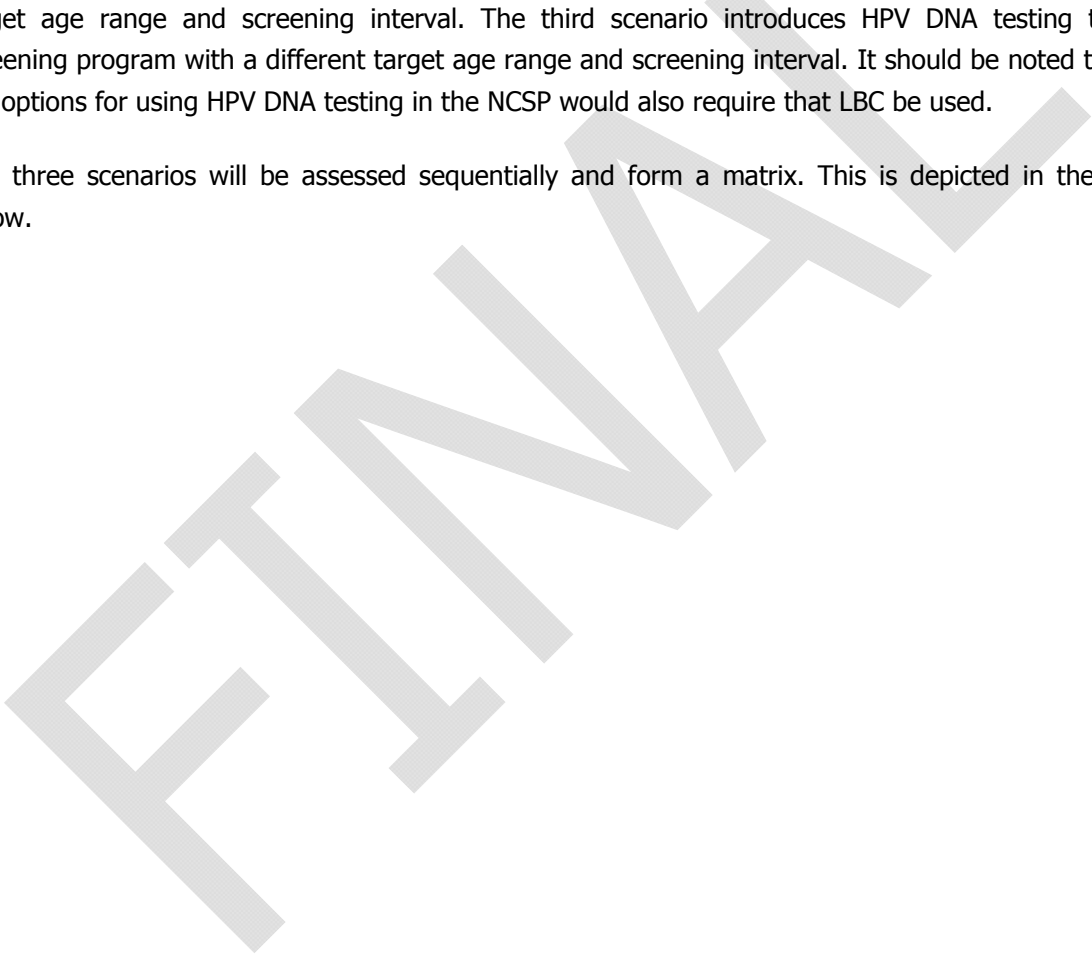 get age range and screening interval. The third scenario introduces HPV DNA testing
eening program with a different target age range and screening interval. It should be noted
options for using HPV DNA testing in the NCSP would also require that LBC be used.
three scenarios will be assessed sequentially and form a matrix. This is depicted in the
ow.
FINAL